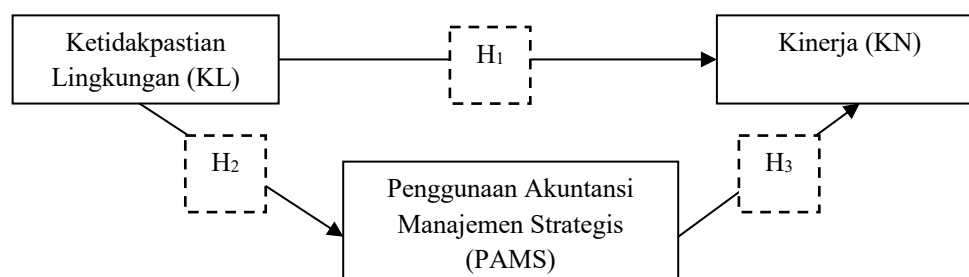 Ketidakpastian
Lingkungan (KL)
H₁
Kinerja (KN)
H₂
H₃
Penggunaan Akuntansi
Manajemen Strategis
(PAMS)